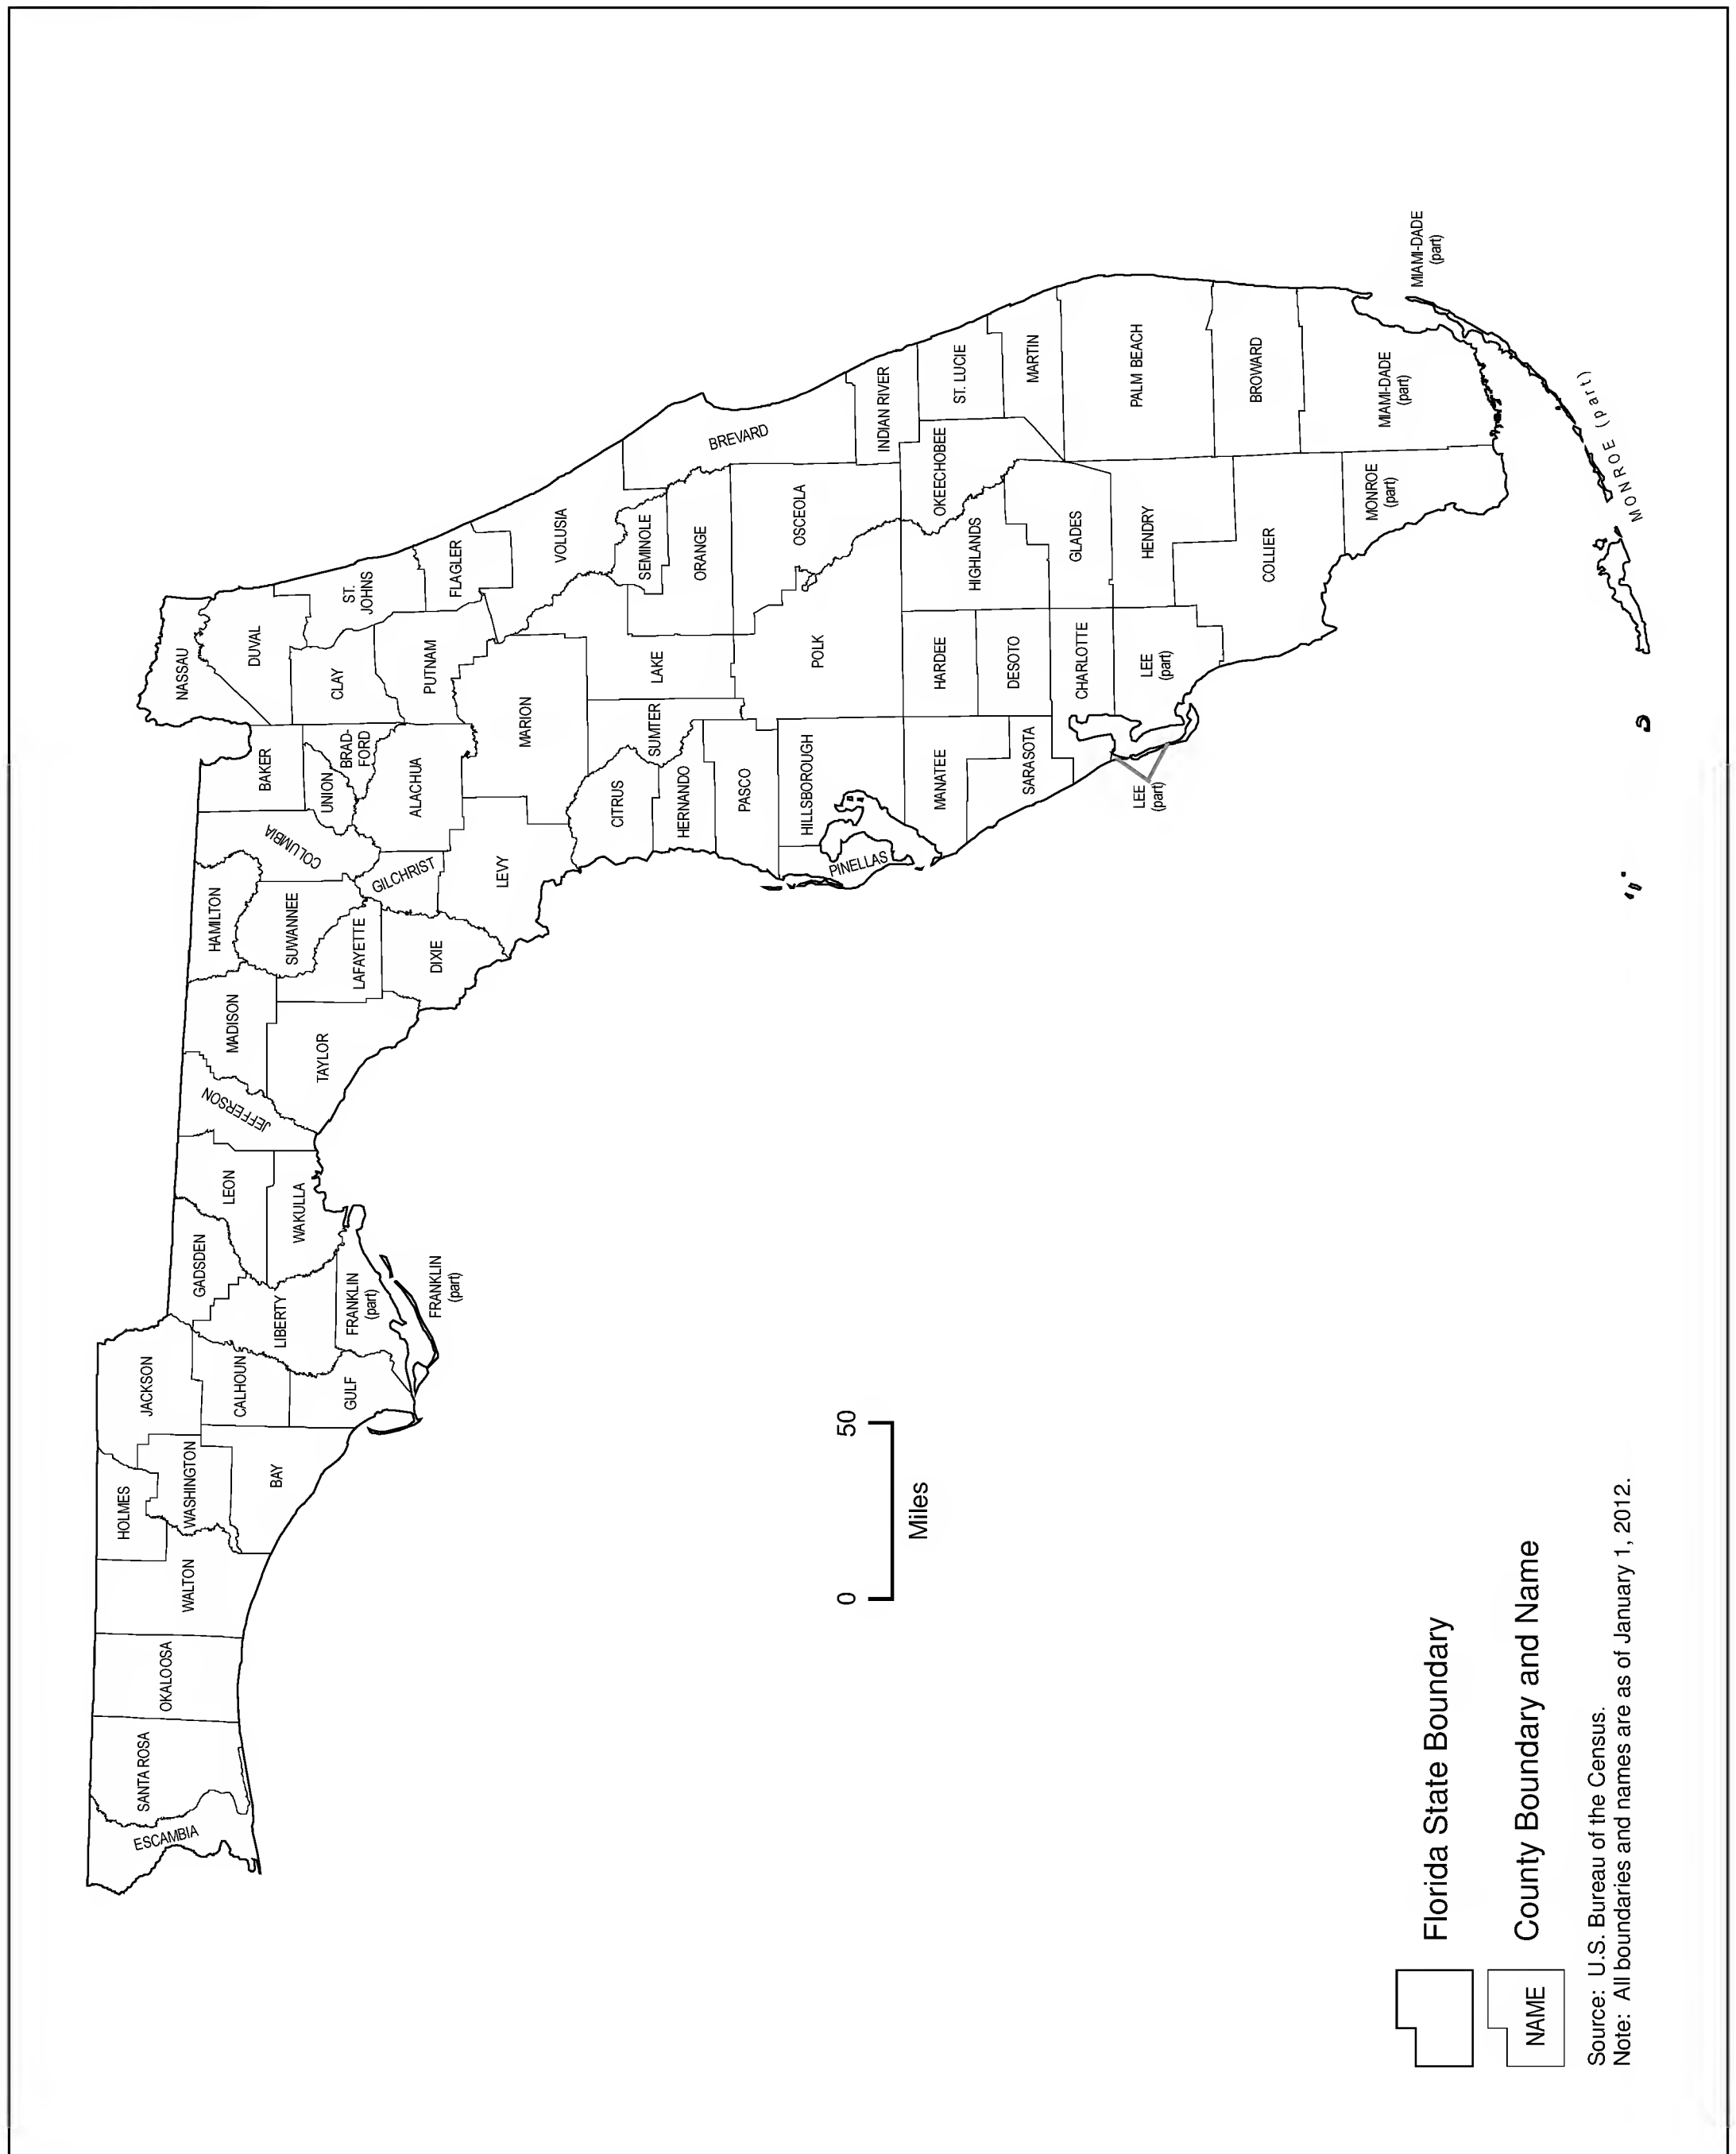 ESCAMBIA
SANTA ROSA
OKALOOSA
WALTON
HOLMES
WASHINGTON
BAY
JACKSON
CALHOUN
GULF
GADSDEN
LIBERTY
FRANKLIN
(part)
FRANKLIN
(part)
LEON
WAKULLA
JEFFERSON
MADISON
TAYLOR
HAMILTON
SUWANNEE
LAFAYETTE
DIXIE
COLUMBIA
GILCHRIST
LEVY
BAKER
UNION
BRAD-
FORD
ALACHUA
NASSAU
DUVAL
CLAY
ST.
JOHNS
PUTNAM
FLAGLER
MARION
VOLUSIA
CITRUS
SUMTER
LAKE
SEMINOLE
ORANGE
HERNANDO
PASCO
BREVARD
OSCEOLA
POLK
HILLSBOROUGH
PINELLAS
INDIAN RIVER
MANATEE
HARDEE
HIGHLANDS
OKEECHOBEE
ST. LUCIE
SARASOTA
DESOTO
MARTIN
CHARLOTTE
GLADES
LEE
(part)
LEE
(part)
HENDRY
PALM BEACH
COLLIER
BROWARD
MONROE
(part)
MIAMI-DADE
(part)
MIAMI-DADE
(part)
MONROE (part)
0 50
Miles
Florida State Boundary
NAME
County Boundary and Name
Source: U.S. Bureau of the Census.
Note: All boundaries and names are as of January 1, 2012.